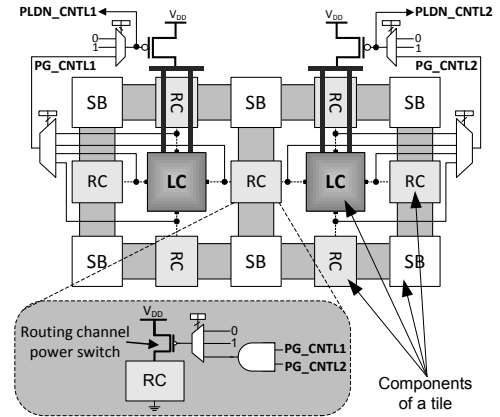 PLDN_CNTL1
V_DD
V_DD
PLDN_CNTL2
0
1
0
1
PG_CNTL1
PG_CNTL2
SB
RC
SB
RC
SB
RC
LC
RC
LC
RC
SB
RC
SB
RC
SB
V_DD
Routing channel
power switch
0
1
PG_CNTL1
PG_CNTL2
RC
Components
of a tile